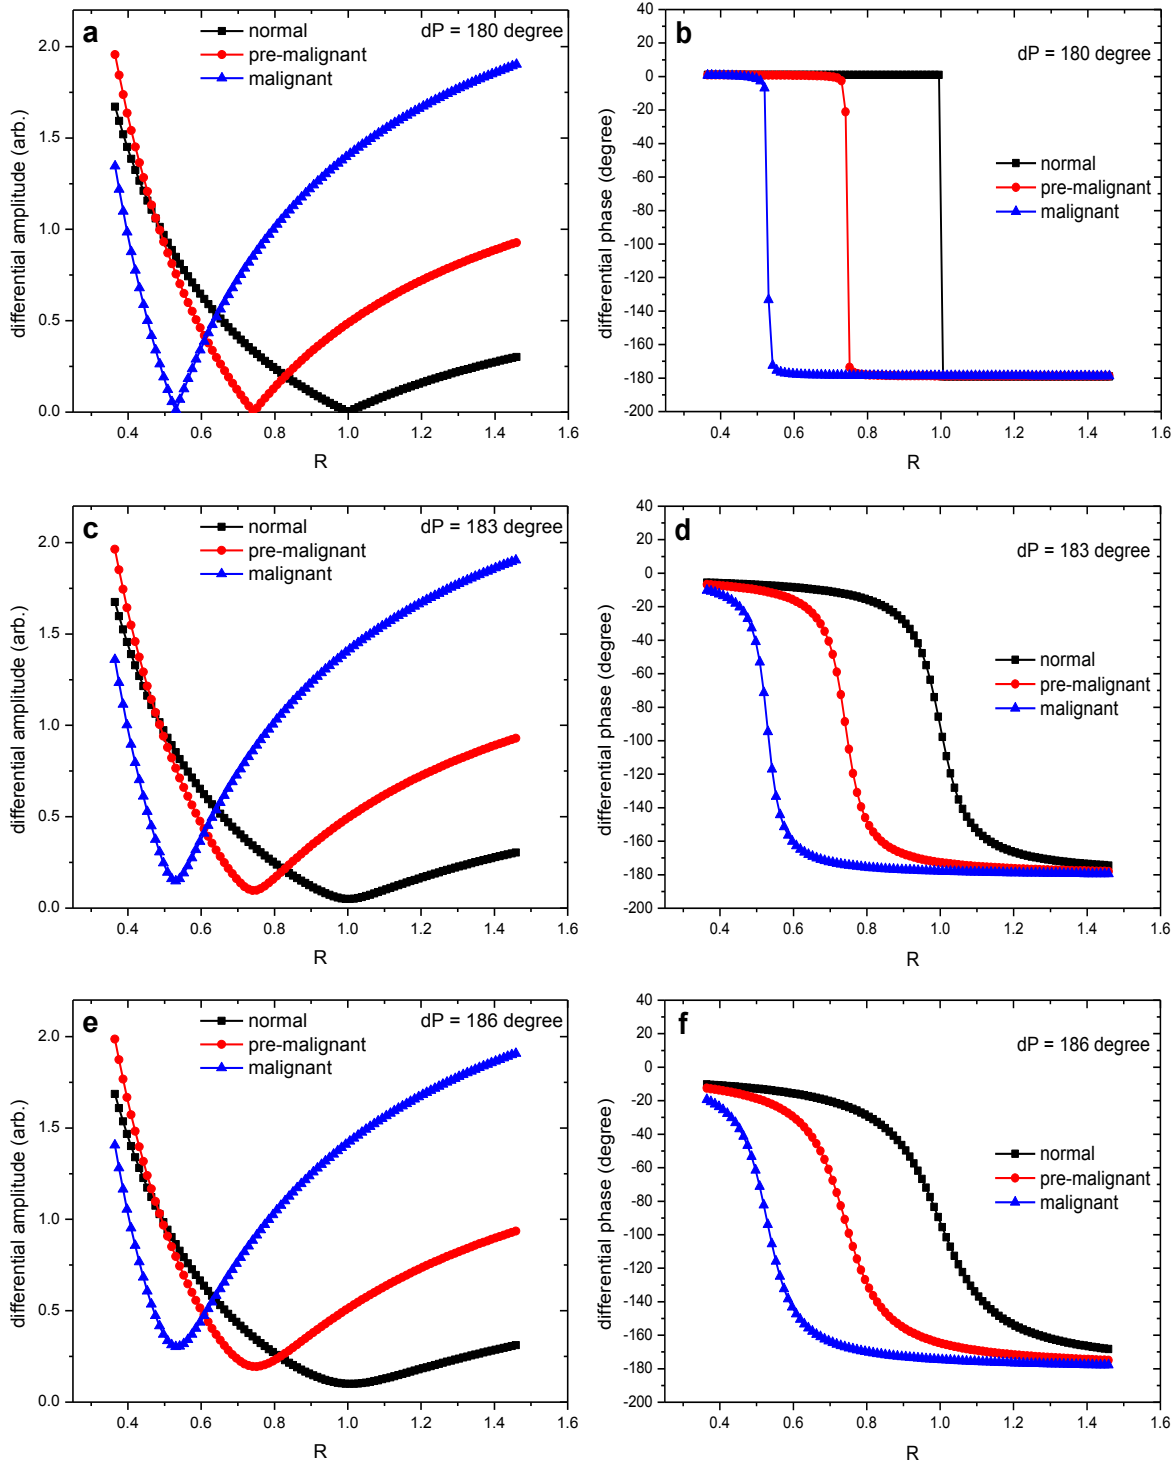 a
normal
pre-malignant
malignant
dP = 180 degree
differential amplitude (arb.)
2.0
1.5
1.0
0.5
0.0
0.4 0.6 0.8 1.0 1.2 1.4 1.6
R
b
dP = 180 degree
normal
pre-malignant
malignant
differential phase (degree)
40
20
0
-20
-40
-60
-80
-100
-120
-140
-160
-180
-200
0.4 0.6 0.8 1.0 1.2 1.4 1.6
R
c
normal
pre-malignant
malignant
dP = 183 degree
differential amplitude (arb.)
2.0
1.5
1.0
0.5
0.0
0.4 0.6 0.8 1.0 1.2 1.4 1.6
R
d
dP = 183 degree
normal
pre-malignant
malignant
differential phase (degree)
40
20
0
-20
-40
-60
-80
-100
-120
-140
-160
-180
-200
0.4 0.6 0.8 1.0 1.2 1.4 1.6
R
e
normal
pre-malignant
malignant
dP = 186 degree
differential amplitude (arb.)
2.0
1.5
1.0
0.5
0.0
0.4 0.6 0.8 1.0 1.2 1.4 1.6
R
f
dP = 186 degree
normal
pre-malignant
malignant
differential phase (degree)
40
20
0
-20
-40
-60
-80
-100
-120
-140
-160
-180
-200
0.4 0.6 0.8 1.0 1.2 1.4 1.6
R